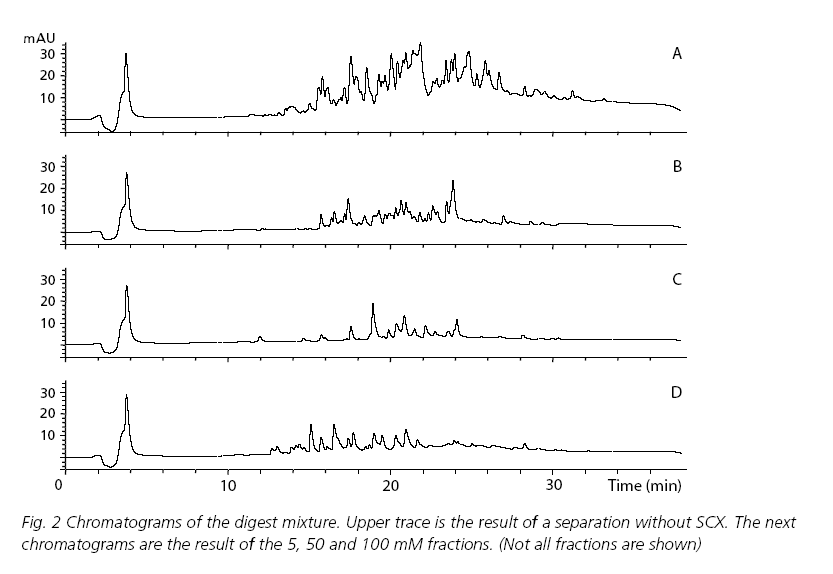 mAU
30
20
10
A
30
20
10
B
30
20
10
C
30
20
10
D
0 10 20 30 Time (min)
Fig. 2 Chromatograms of the digest mixture. Upper trace is the result of a separation without SCX. The next
chromatograms are the result of the 5, 50 and 100 mM fractions. (Not all fractions are shown)